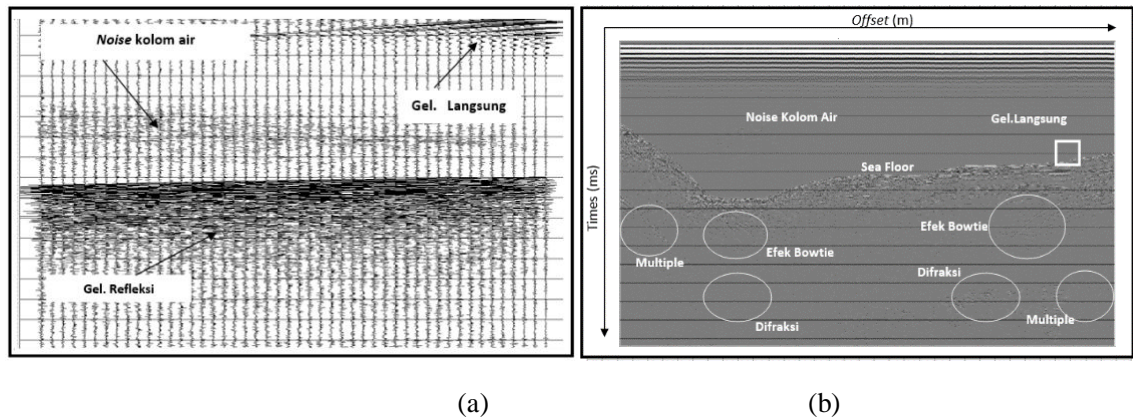 Noise kolom air
Gel. Langsung
Gel. Refleksi
Offset (m)
Times (ms)
Noise Kolom Air
Gel.Langsung
Sea Floor
Efek Bowtie
Efek Bowtie
Multiple
Difraksi
Difraksi
Multiple
(a)
(b)